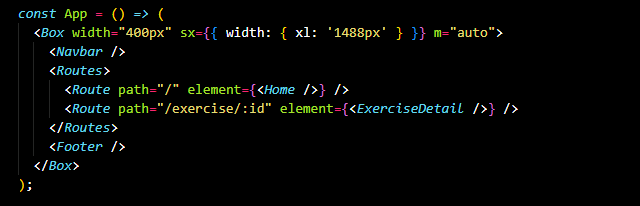 const App = () => (
  <Box width="400px" sx={{ width: { xl: '1488px' } }} m="auto">
    <Navbar />
    <Routes>
      <Route path="/" element={<Home />} />
      <Route path="/exercise/:id" element={<ExerciseDetail />} />
    </Routes>
    <Footer />
  </Box>
);